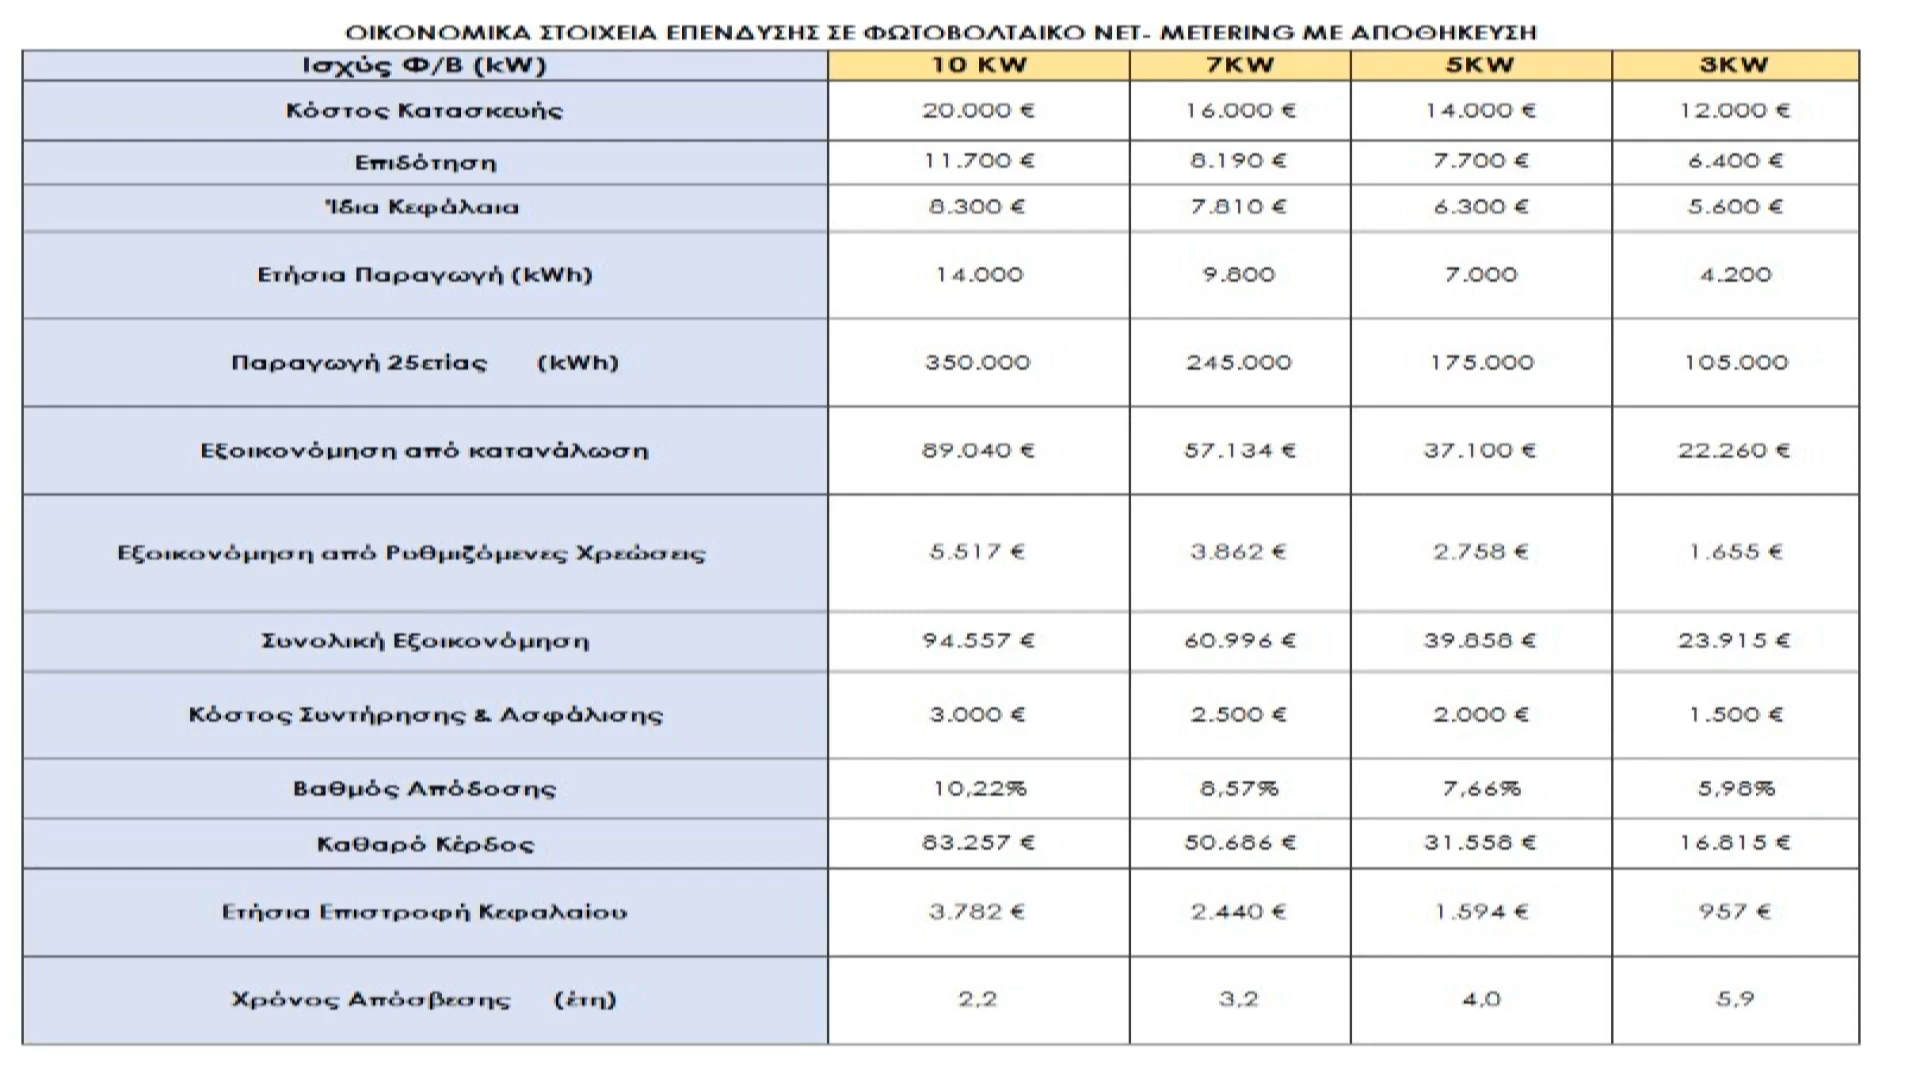 ΟΙΚΟΝΟΜΙΚΑ ΣΤΟΙΧΕΙΑ ΕΠΕΝΔΥΣΗΣ ΣΕ ΦΩΤΟΒΟΛΤΑΙΚΟ NET- METERING ΜΕ ΑΠΟΘΗΚΕΥΣΗ
Ισχύς Φ/Β (kW) 10 KW 7KW 5KW 3KW
Κόστος Κατασκευής 20.000 € 16.000 € 14.000 € 12.000 €
Επιδότηση 11.700 € 8.190 € 7.700 € 6.400 €
Ίδια Κεφάλαια 8.300 € 7.810 € 6.300 € 5.600 €
Ετήσια Παραγωγή (kWh) 14.000 9.800 7.000 4.200
Παραγωγή 25ετίας (kWh) 350.000 245.000 175.000 105.000
Εξοικονόμηση από κατανάλωση 89.040 € 57.134 € 37.100 € 22.260 €
Εξοικονόμηση από Ρυθμιζόμενες Χρεώσεις 5.517 € 3.862 € 2.758 € 1.655 €
Συνολική Εξοικονόμηση 94.557 € 60.996 € 39.858 € 23.915 €
Κόστος Συντήρησης & Ασφάλισης 3.000 € 2.500 € 2.000 € 1.500 €
Βαθμός Απόδοσης 10,22% 8,57% 7,66% 5,98%
Καθαρό Κέρδος 83.257 € 50.686 € 31.558 € 16.815 €
Ετήσια Επιστροφή Κεφαλαίου 3.782 € 2.440 € 1.594 € 957 €
Χρόνος Απόσβεσης (έτη) 2,2 3,2 4,0 5,9